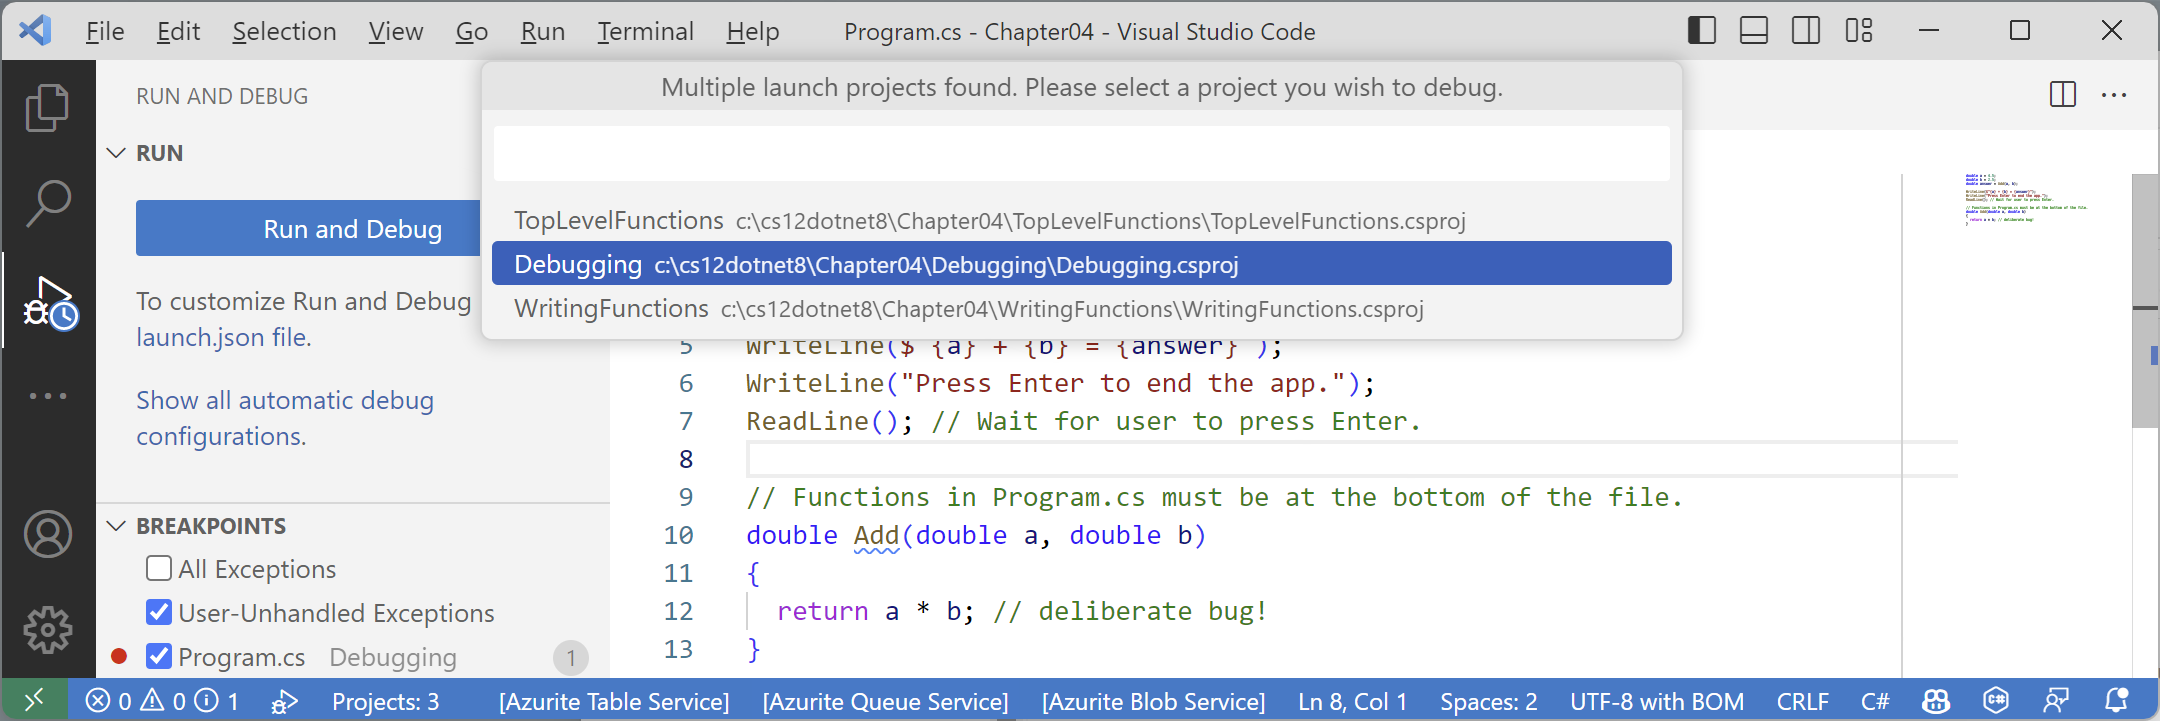 File Edit Selection View Go Run Terminal Help Program.cs - Chapter04 - Visual Studio Code
RUN AND DEBUG
Multiple launch projects found. Please select a project you wish to debug.
RUN
Run and Debug
TopLevelFunctions c:\cs12dotnet8\Chapter04\TopLevelFunctions\TopLevelFunctions.csproj
Debugging c:\cs12dotnet8\Chapter04\Debugging\Debugging.csproj
WritingFunctions c:\cs12dotnet8\Chapter04\WritingFunctions\WritingFunctions.csproj
To customize Run and Debug
launch.json file.
Show all automatic debug
configurations.
5 WriteLine($ {a} + {b} = {answer} );
6 WriteLine("Press Enter to end the app.");
7 ReadLine(); // Wait for user to press Enter.
8
9 // Functions in Program.cs must be at the bottom of the file.
10 double Add(double a, double b)
11 {
12 return a * b; // deliberate bug!
13 }
BREAKPOINTS
All Exceptions
User-Unhandled Exceptions
Program.cs Debugging 1
0 0 1 Projects: 3 [Azurite Table Service] [Azurite Queue Service] [Azurite Blob Service] Ln 8, Col 1 Spaces: 2 UTF-8 with BOM CRLF C#